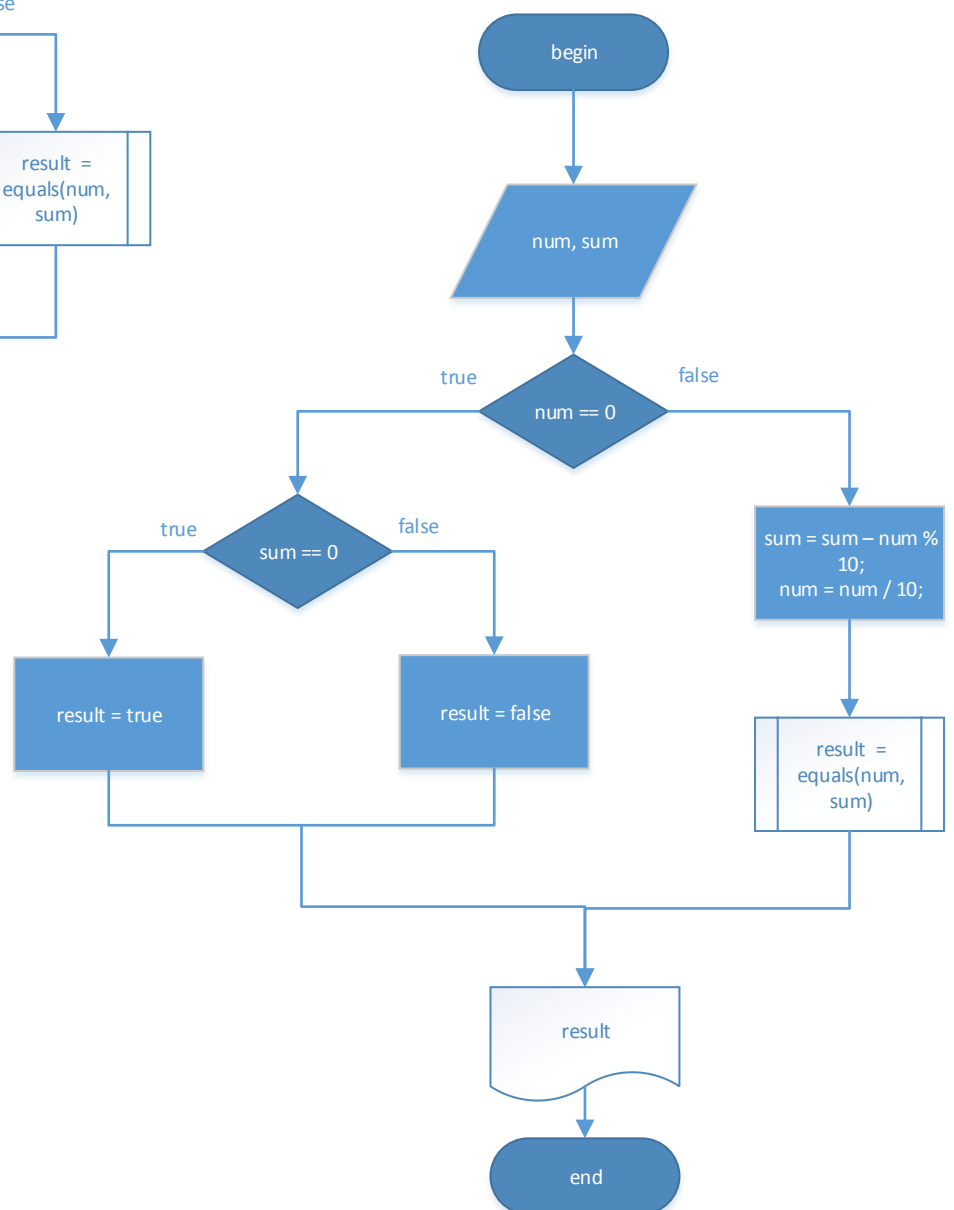 begin
result =
equals(num,
sum)
num, sum
true
false
num == 0
true
false
sum == 0
sum = sum – num %
10;
num = num / 10;
result = true
result = false
result =
equals(num,
sum)
result
end